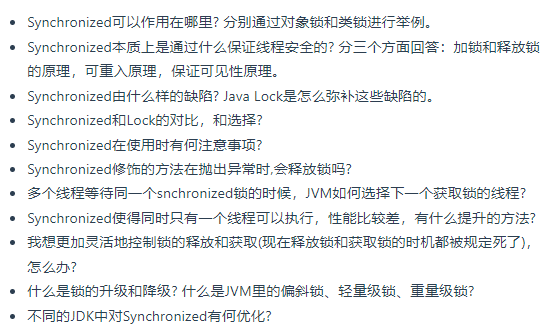 Synchronized可以作用在哪里? 分别通过对象锁和类锁进行举例。
Synchronized本质上是通过什么保证线程安全的? 分三个方面回答：加锁和释放锁
的原理，可重入原理，保证可见性原理。
Synchronized由什么样的缺陷? Java Lock是怎么弥补这些缺陷的。
Synchronized和Lock的对比，和选择?
Synchronized在使用时有何注意事项?
Synchronized修饰的方法在抛出异常时,会释放锁吗?
多个线程等待同一个snchronized锁的时候，JVM如何选择下一个获取锁的线程?
Synchronized使得同时只有一个线程可以执行，性能比较差，有什么提升的方法?
我想更加灵活地控制锁的释放和获取(现在释放锁和获取锁的时机都被规定死了)，
怎么办?
什么是锁的升级和降级? 什么是JVM里的偏斜锁、轻量级锁、重量级锁?
不同的JDK中对Synchronized有何优化?